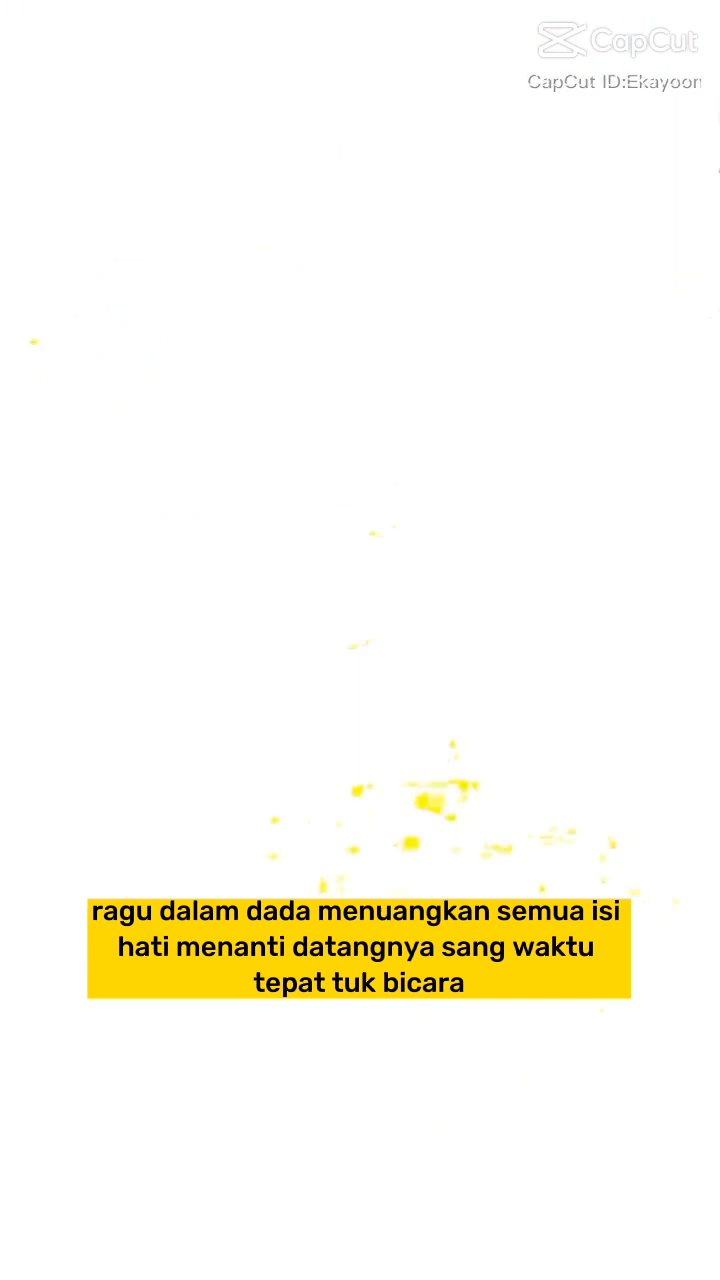 CapCut
CapCut ID:Ekayoon
ragu dalam dada menuangkan semua isi
hati menanti datangnya sang waktu
tepat tuk bicara